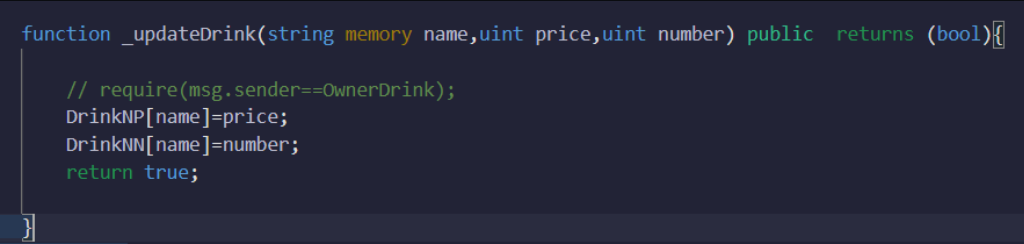 function _updateDrink(string memory name,uint price,uint number) public  returns (bool){
// require(msg.sender==OwnerDrink);
DrinkNP[name]=price;
DrinkNN[name]=number;
return true;
}